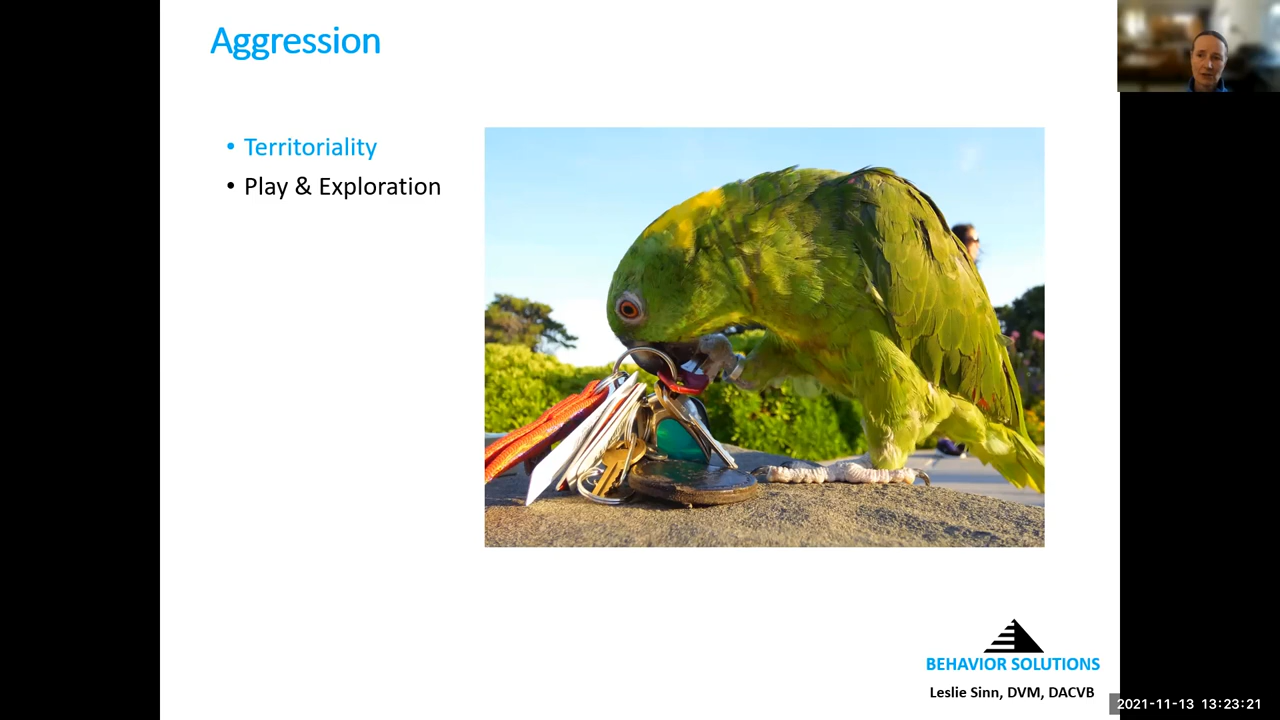 Aggression
• Territoriality
• Play & Exploration
BEHAVIOR SOLUTIONS
Leslie Sinn, DVM, DACVB
2021-11-13 13:23:21